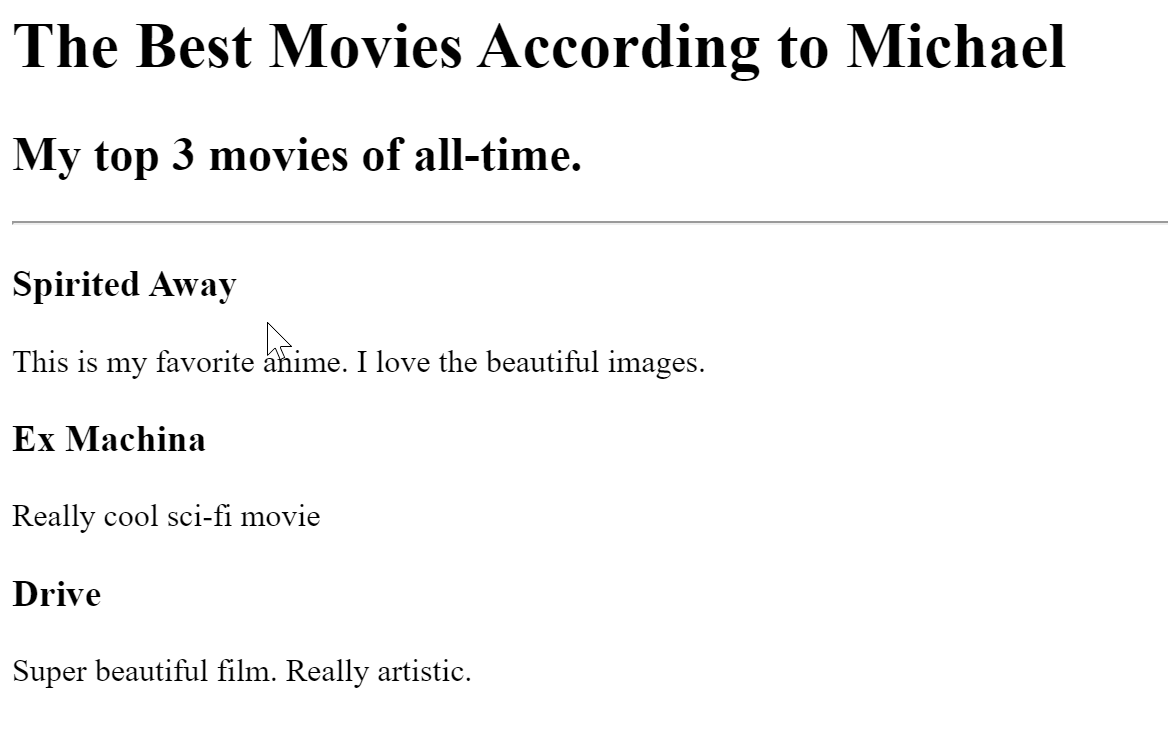 The Best Movies According to Michael
My top 3 movies of all-time.
Spirited Away
This is my favorite anime. I love the beautiful images.
Ex Machina
Really cool sci-fi movie
Drive
Super beautiful film. Really artistic.